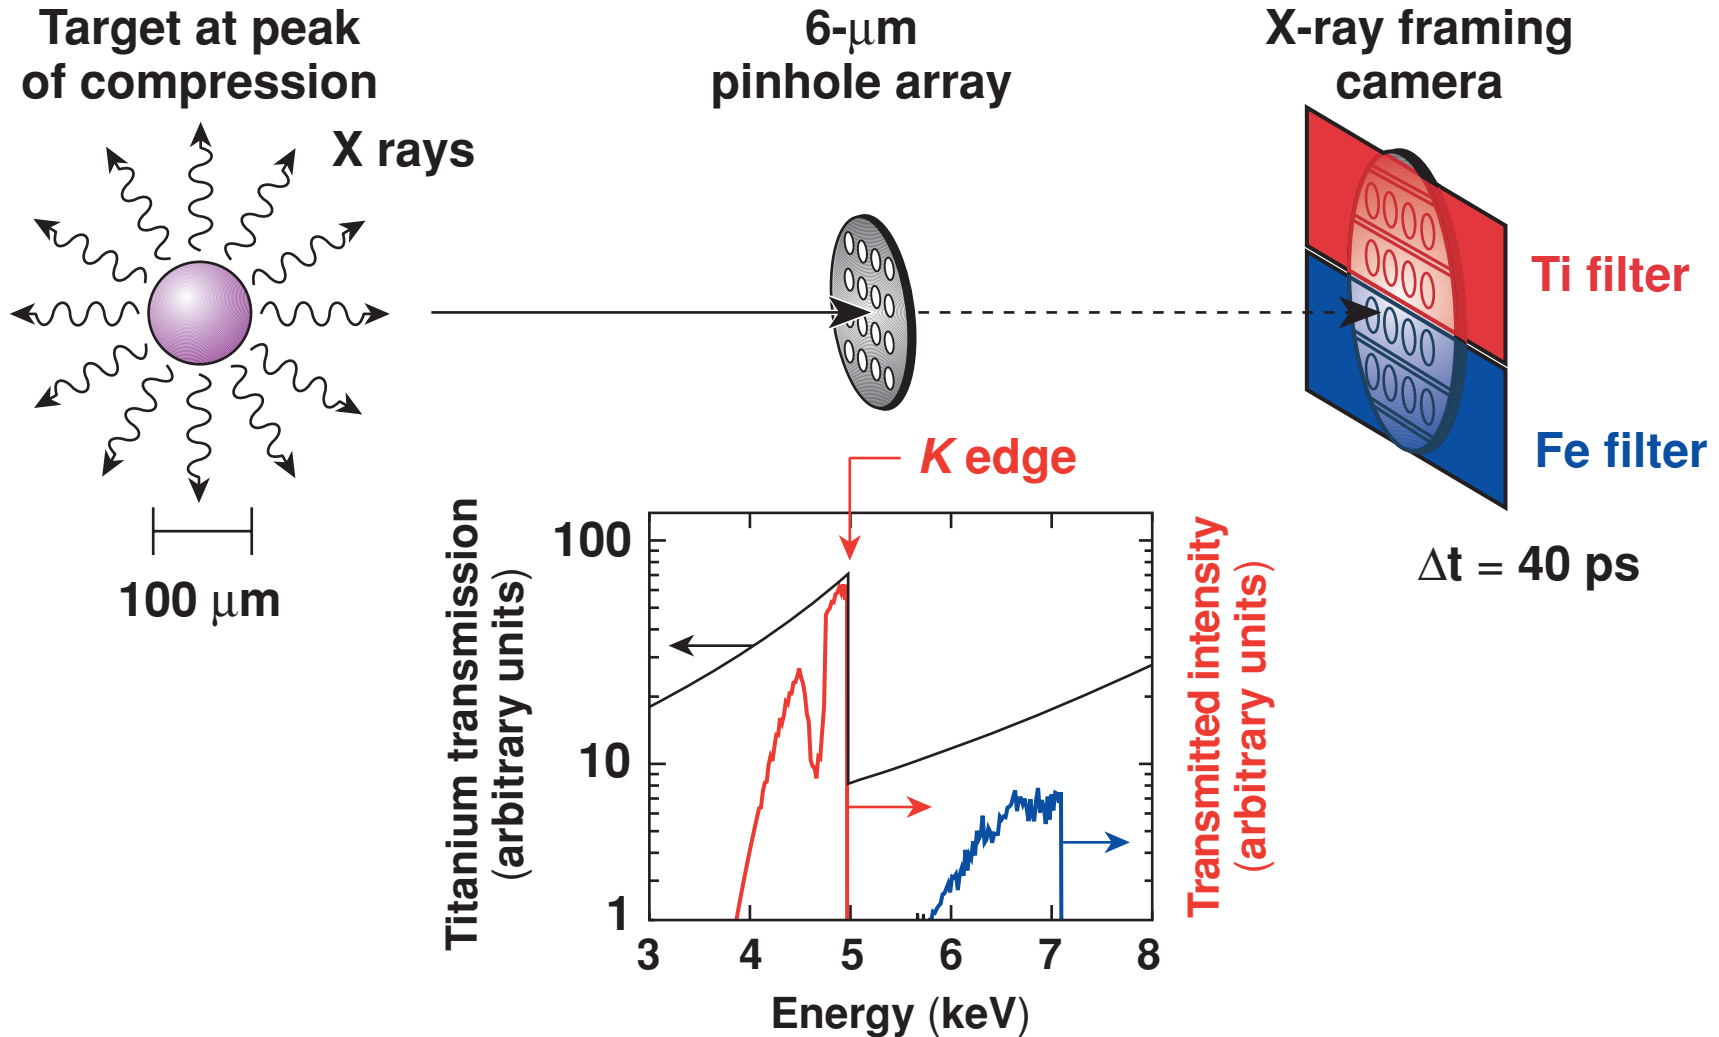 Target at peak
of compression
6-μm
pinhole array
X-ray framing
camera
X rays
Ti filter
Fe filter
K edge
100 μm
Δt = 40 ps
Titanium transmission
(arbitrary units)
100
10
1
3 4 5 6 7 8
Energy (keV)
Transmitted intensity
(arbitrary units)